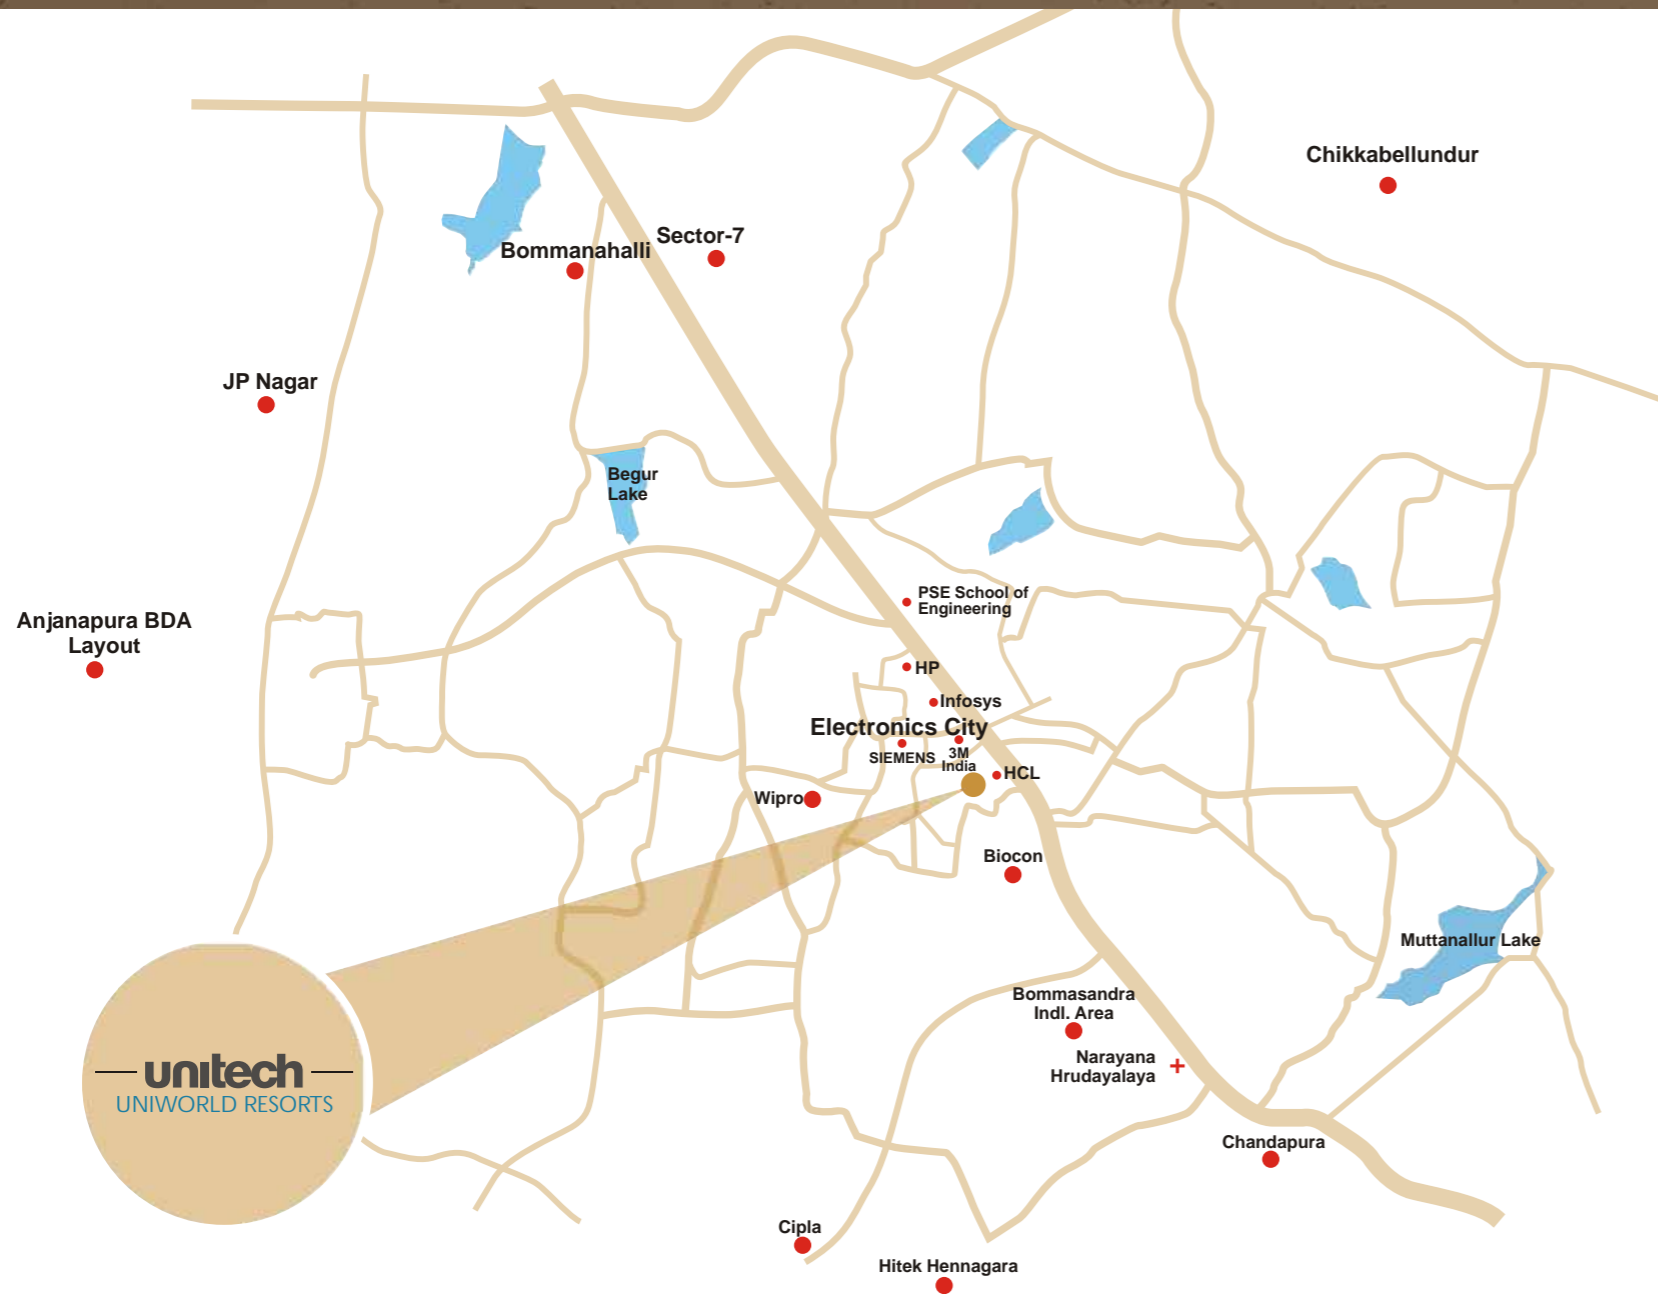 Chikkabellundur
Sector-7
Bommanahalli
JP Nagar
Begur
Lake
PSE School of
Engineering
Anjanapura BDA
Layout
HP
Infosys
Electronics City
SIEMENS
3M
India
HCL
Wipro
Biocon
Muttanallur Lake
Bommasandra
Indl. Area
Narayana
Hrudayalaya
unitech
UNIWORLD RESORTS
Chandapura
Cipla
Hitek Hennagara